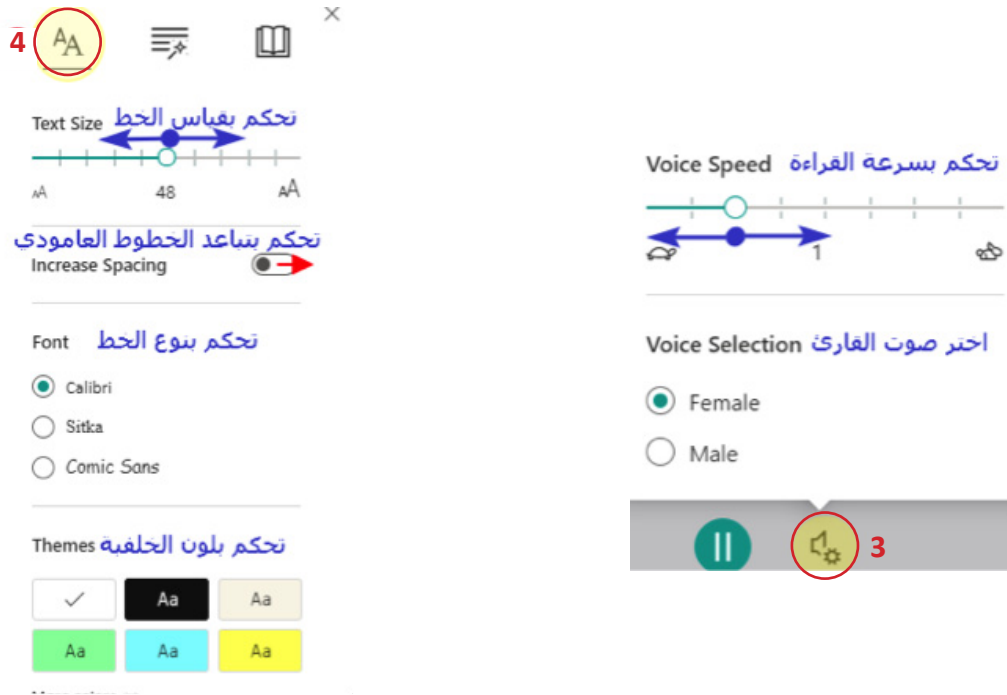 4
AA
Text Size تحكم بقياس الخط
AA 48 AA
تحكم بتباعد الخطوط العامودي
Increase Spacing
Font تحكم بنوع الخط
Calibri
Sitka
Comic Sans
Themes تحكم بلون الخلفية
Aa Aa
Aa Aa Aa
Voice Speed تحكم بسرعة القراءة
1
Voice Selection اختر صوت القارئ
Female
Male
3